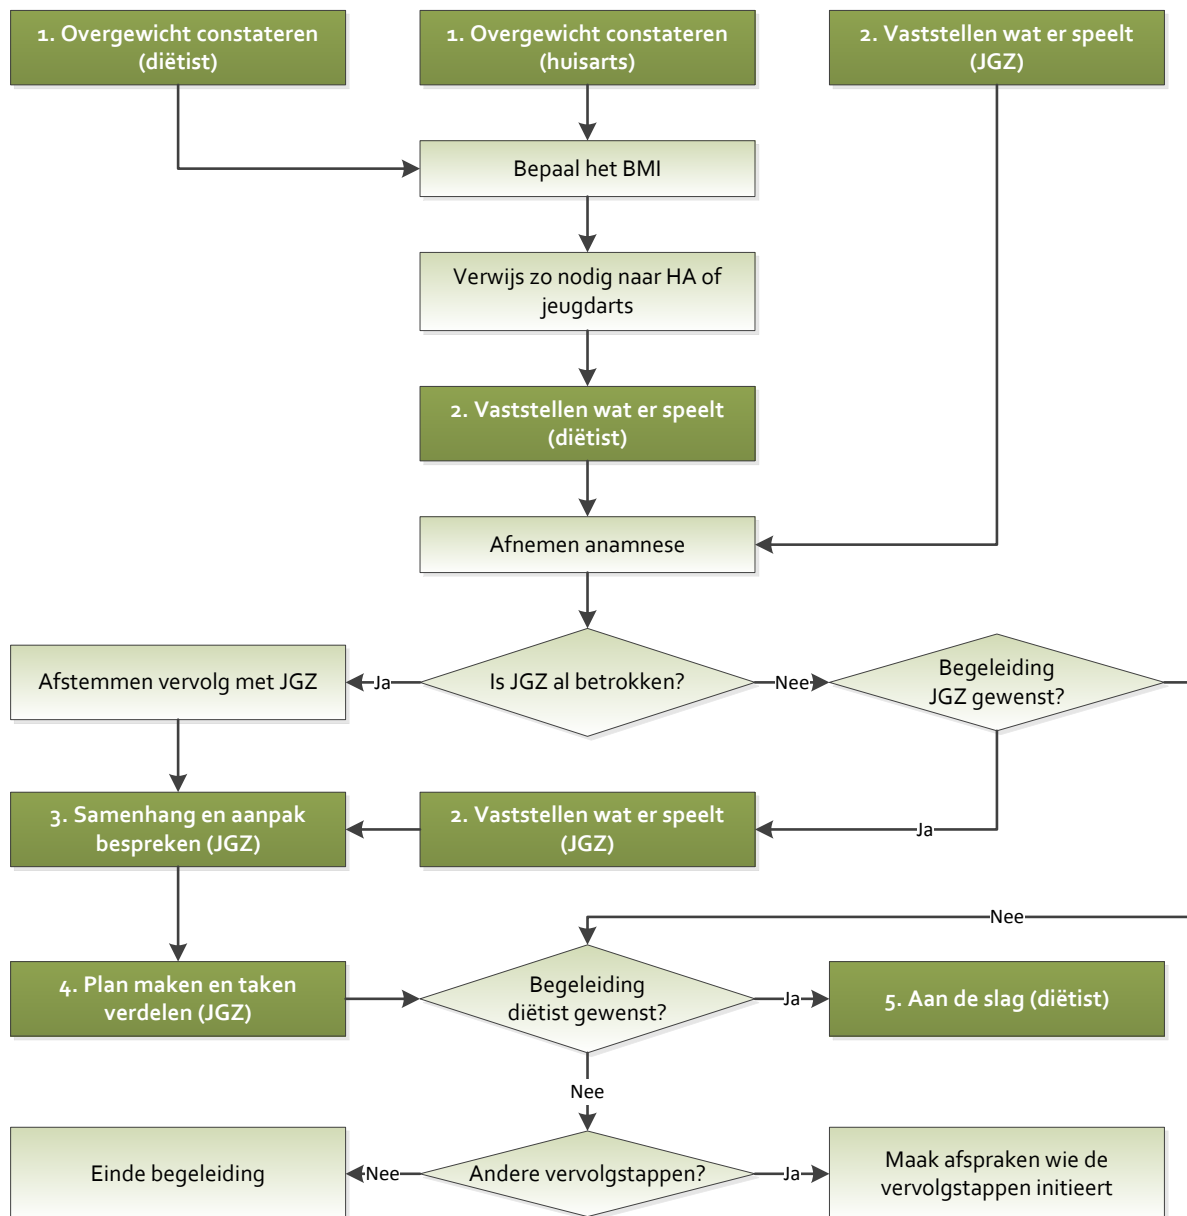 1. Overgewicht constateren
(diëtist)
1. Overgewicht constateren
(huisarts)
2. Vaststellen wat er speelt
(JGZ)
Bepaal het BMI
Verwijs zo nodig naar HA of
jeugdarts
2. Vaststellen wat er speelt
(diëtist)
Afnemen anamnese
Afstemmen vervolg met JGZ
Ja
Is JGZ al betrokken?
Nee
Begeleiding
JGZ gewenst?
3. Samenhang en aanpak
bespreken (JGZ)
2. Vaststellen wat er speelt
(JGZ)
Ja
Nee
4. Plan maken en taken
verdelen (JGZ)
Begeleiding
diëtist gewenst?
Ja
5. Aan de slag (diëtist)
Nee
Einde begeleiding
Nee
Andere vervolgstappen?
Ja
Maak afspraken wie de
vervolgstappen initieert